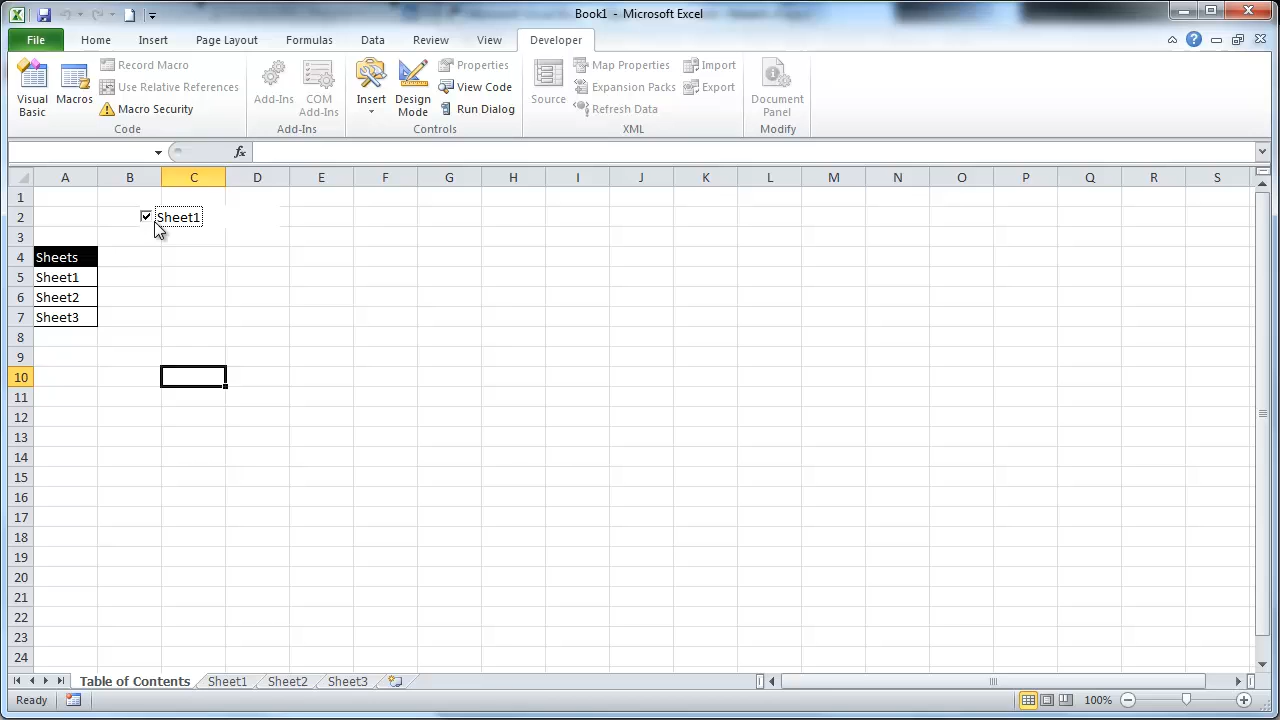 Book1 - Microsoft Excel
File Home Insert Page Layout Formulas Data Review View Developer
Visual Basic
Macros
Record Macro
Use Relative References
Macro Security
Code
Add-Ins
COM Add-Ins
Add-Ins
Insert
Design Mode
Properties
View Code
Run Dialog
Controls
Source
Map Properties
Expansion Packs
Refresh Data
Import
Export
XML
Document Panel
Modify
fx
A B C D E F G H I J K L M N O P Q R S
1
2 Sheet1
3
4 Sheets
5 Sheet1
6 Sheet2
7 Sheet3
8
9
10
11
12
13
14
15
16
17
18
19
20
21
22
23
24
Table of Contents Sheet1 Sheet2 Sheet3
Ready 100%